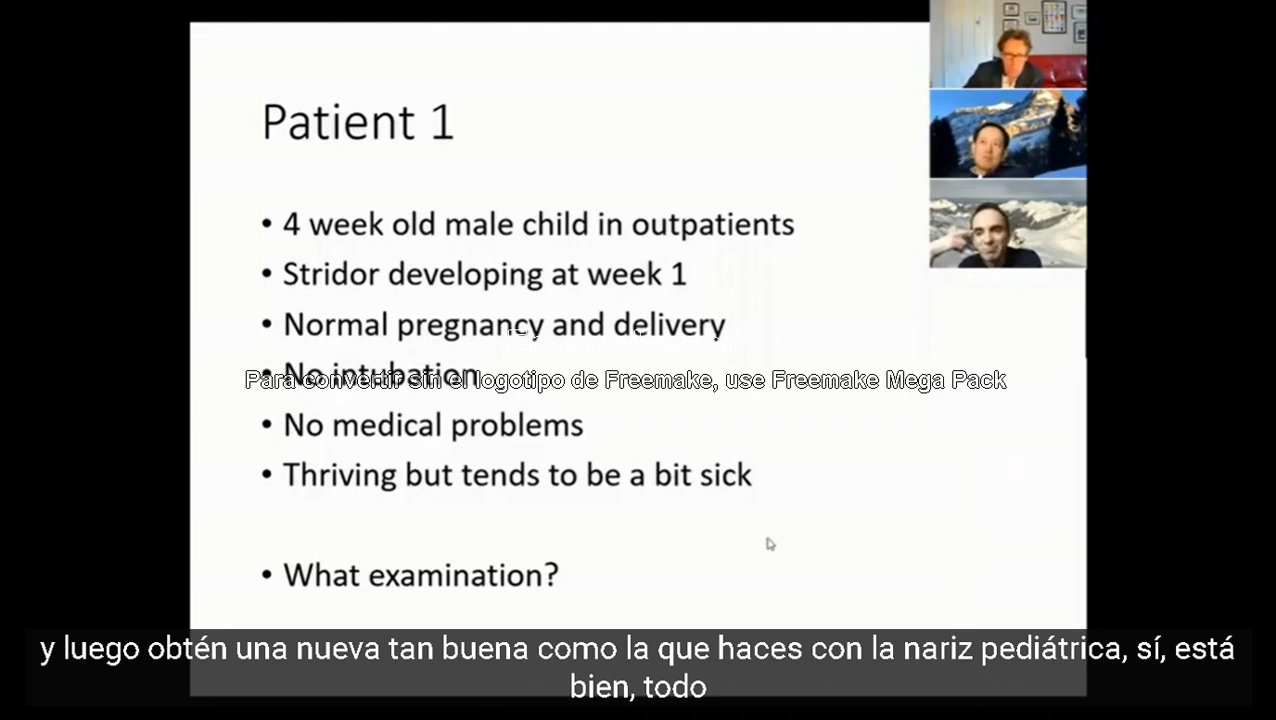 Patient 1
• 4 week old male child in outpatients
• Stridor developing at week 1
• Normal pregnancy and delivery
• No intubation
Para convertir sin el logotipo de Freemake, use Freemake Mega Pack
• No medical problems
• Thriving but tends to be a bit sick
• What examination?
y luego obtén una nueva tan buena como la que haces con la nariz pediátrica, sí, está
bien, todo